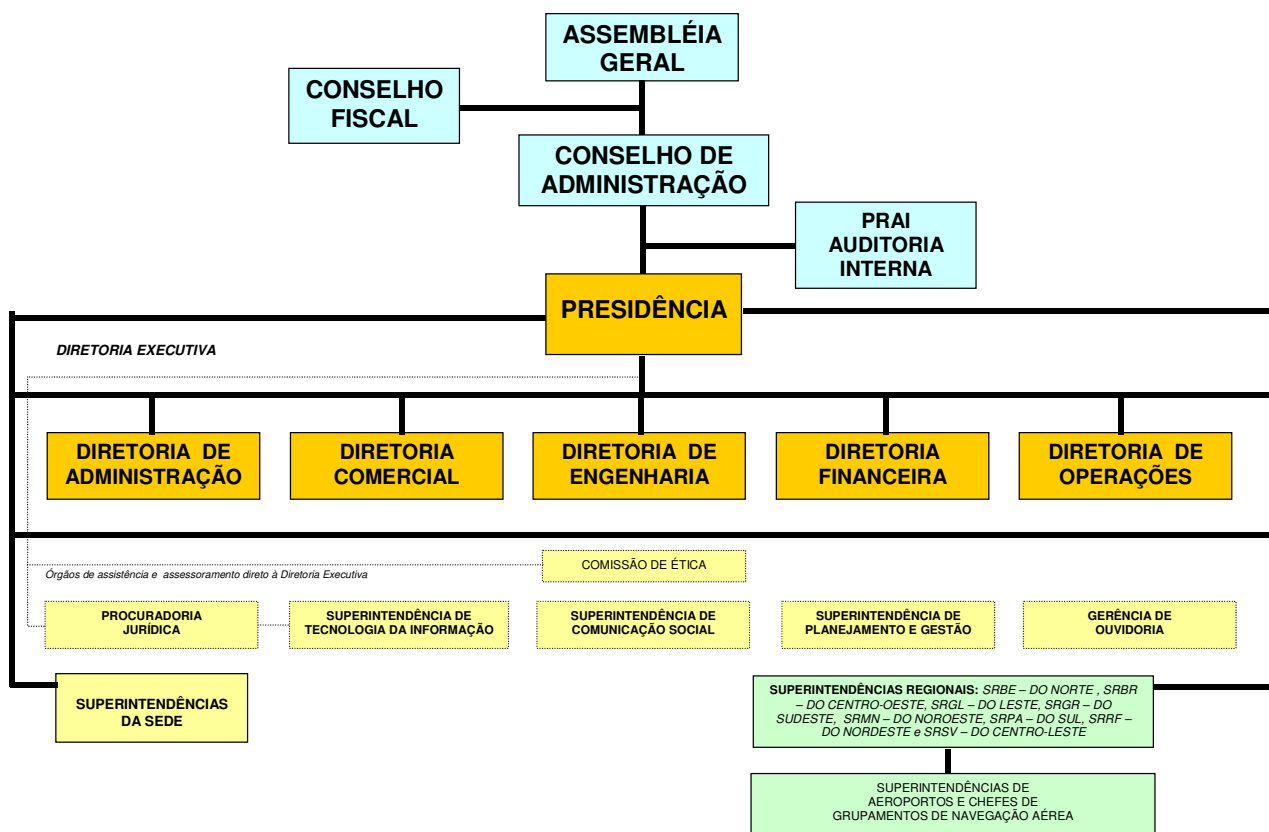 ASSEMBLÉIA
GERAL
CONSELHO
FISCAL
CONSELHO DE
ADMINISTRAÇÃO
PRAI
AUDITORIA
INTERNA
PRESIDÊNCIA
DIRETORIA EXECUTIVA
DIRETORIA DE
ADMINISTRAÇÃO
DIRETORIA
COMERCIAL
DIRETORIA DE
ENGENHARIA
DIRETORIA
FINANCEIRA
DIRETORIA DE
OPERAÇÕES
COMISSÃO DE ÉTICA
Órgãos de assistência e assessoramento direto à Diretoria Executiva
PROCURADORIA
JURÍDICA
SUPERINTENDÊNCIA DE
TECNOLOGIA DA INFORMAÇÃO
SUPERINTENDÊNCIA DE
COMUNICAÇÃO SOCIAL
SUPERINTENDÊNCIA DE
PLANEJAMENTO E GESTÃO
GERÊNCIA DE
OUVIDORIA
SUPERINTENDÊNCIAS
DA SEDE
SUPERINTENDÊNCIAS REGIONAIS: SRBE – DO NORTE , SRBR
– DO CENTRO-OESTE, SRGL – DO LESTE, SRGR – DO
SUDESTE, SRMN – DO NOROESTE, SRPA – DO SUL, SRRF –
DO NORDESTE e SRSV – DO CENTRO-LESTE
SUPERINTENDÊNCIAS DE
AEROPORTOS E CHEFES DE
GRUPAMENTOS DE NAVEGAÇÃO AÉREA